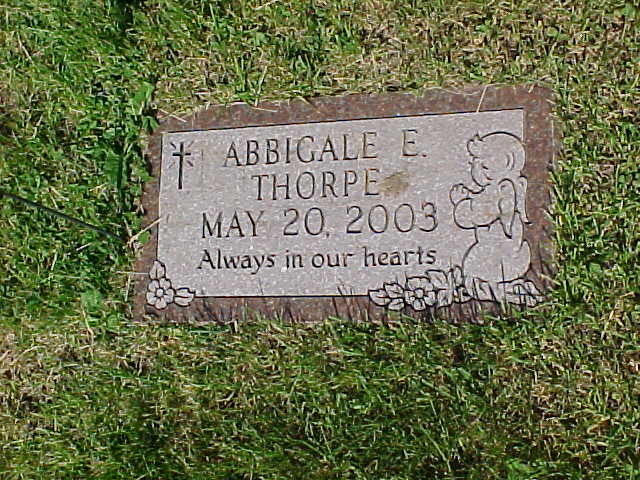 ABBIGALE E.
THORPE
MAY 20, 2003
Always in our hearts